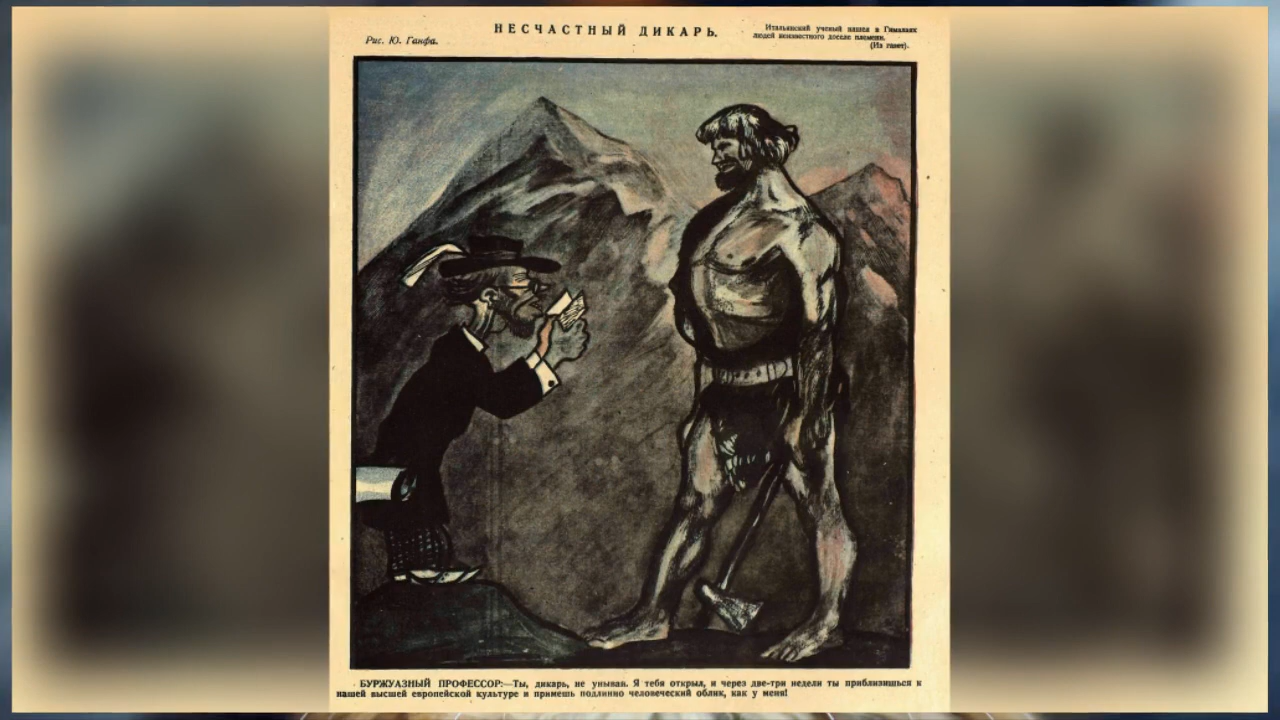 НЕСЧАСТНЫЙ ДИКАРЬ.
Рис. Ю. Ганфа.
Итальянский ученый нашел в Гималаях
людей неизвестного доселе племени.
(Из газет).
БУРЖУАЗНЫЙ ПРОФЕССОР:—Ты, дикарь, не унывай. Я тебя открыл, и через две-три недели ты приблизишься к
нашей высшей европейской культуре и примешь подлинно человеческий облик, как у меня!